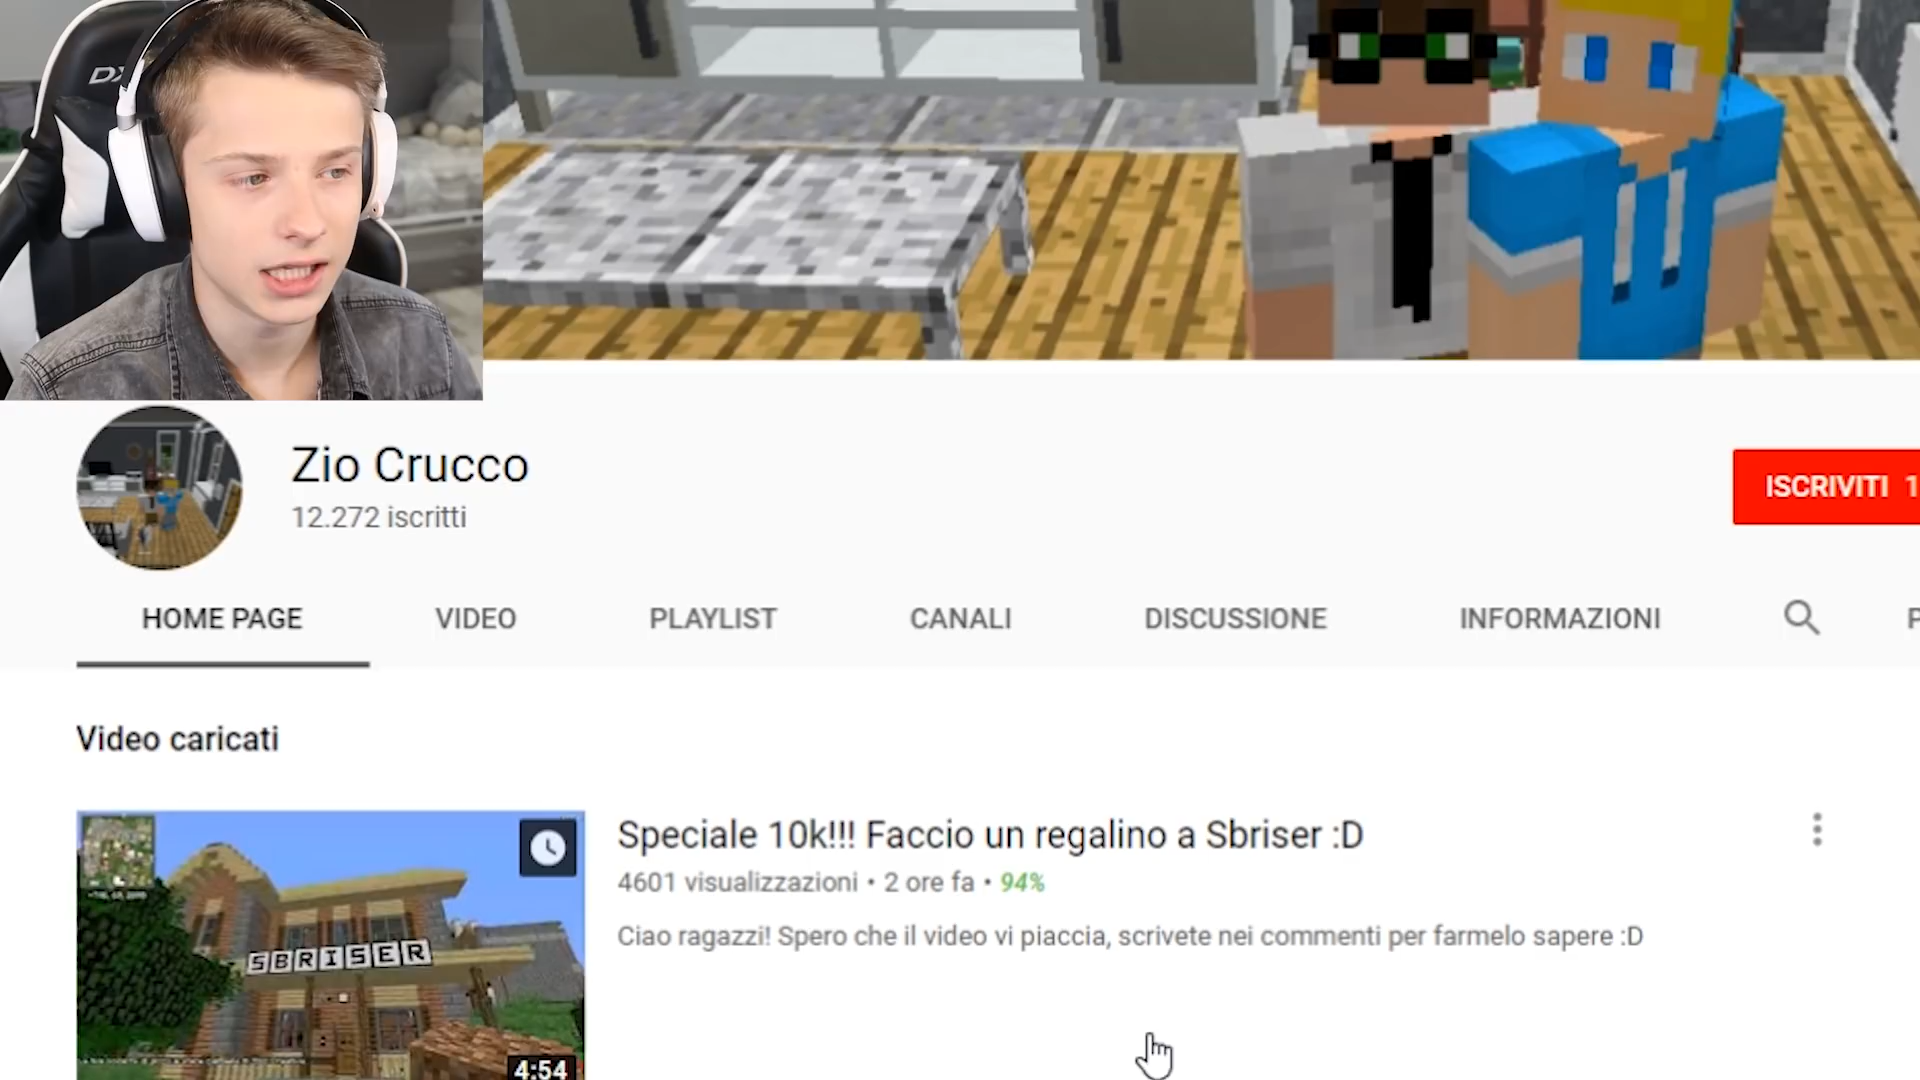 DX
Zio Crucco
12.272 iscritti
ISCRIVITI 1
HOME PAGE
VIDEO
PLAYLIST
CANALI
DISCUSSIONE
INFORMAZIONI
Video caricati
Speciale 10k!!! Faccio un regalino a Sbriser :D
4601 visualizzazioni • 2 ore fa • 94%
Ciao ragazzi! Spero che il video vi piaccia, scrivete nei commenti per farmelo sapere :D
SBRISER
4:54